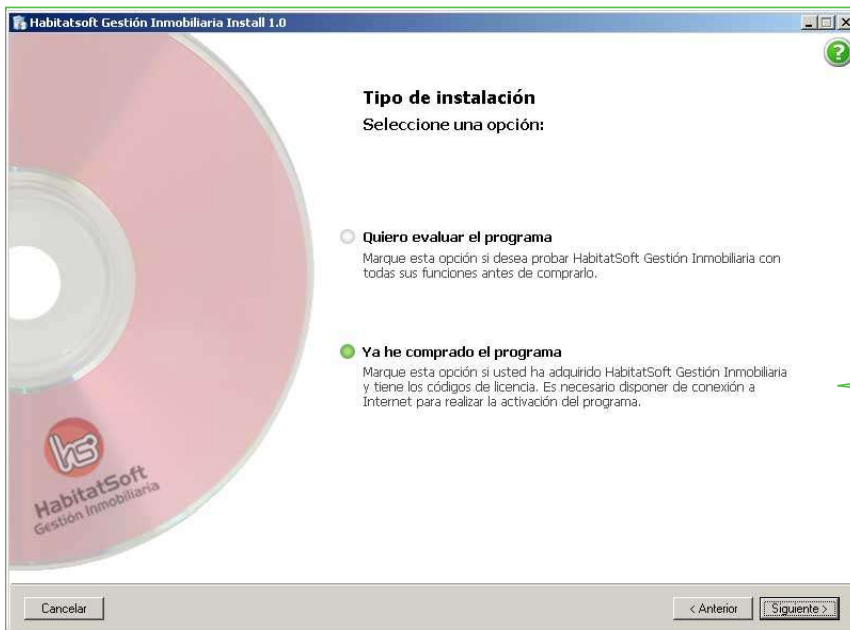 Habitatsoft Gestión Inmobiliaria Install 1.0
?
Tipo de instalación
Seleccione una opción:
Quiero evaluar el programa
Marque esta opción si desea probar HabitatSoft Gestión Inmobiliaria con
todas sus funciones antes de comprarlo.
Ya he comprado el programa
Marque esta opción si usted ha adquirido HabitatSoft Gestión Inmobiliaria
y tiene los códigos de licencia. Es necesario disponer de conexión a
Internet para realizar la activación del programa.
hs
HabitatSoft
Gestión Inmobiliaria
Cancelar
< Anterior
Siguiente >